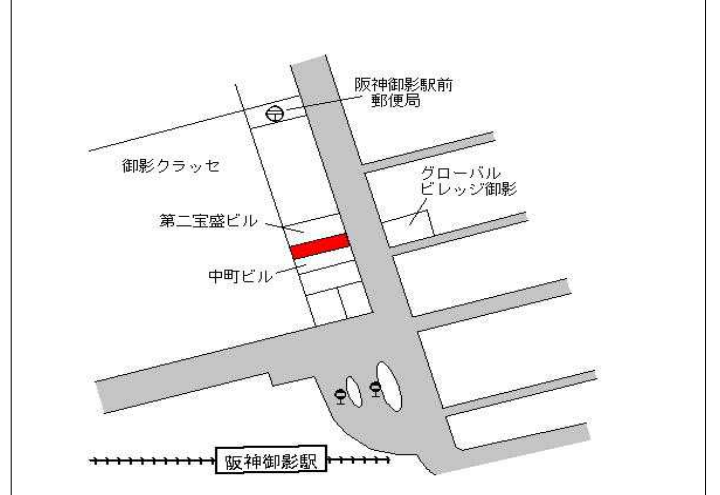 阪神御影駅前
郵便局
御影クラッセ
グローバル
ビレッジ御影
第二宝盛ビル
中町ビル
阪神御影駅